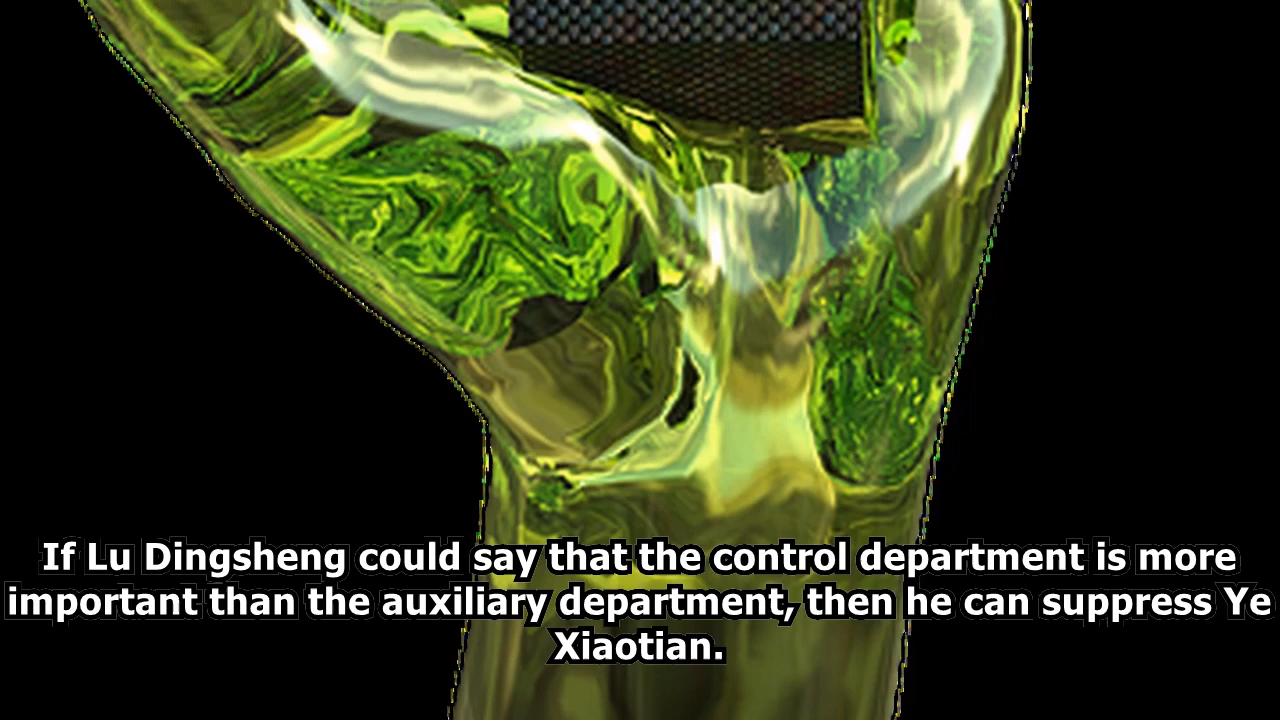 If Lu Dingsheng could say that the control department is more
important than the auxiliary department, then he can suppress Ye
Xiaotian.